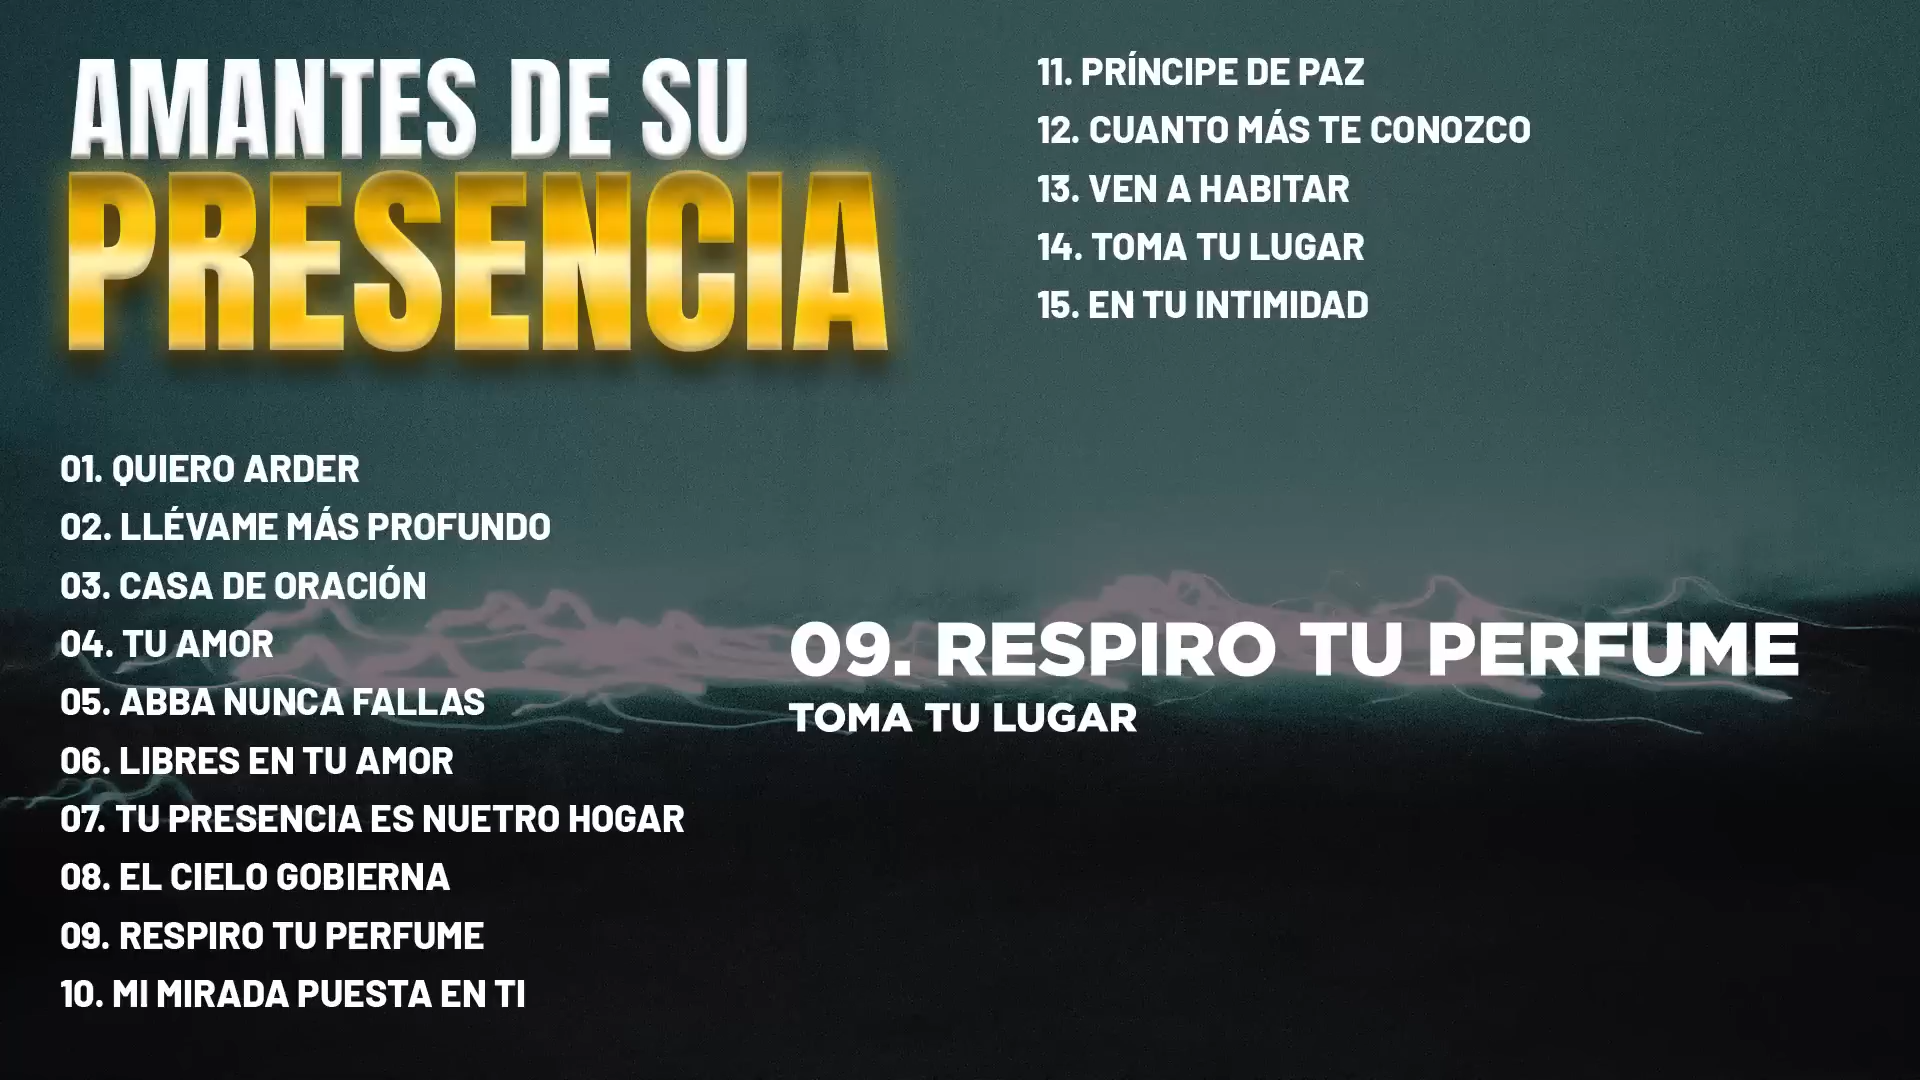 AMANTES DE SU
PRESENCIA
01. QUIERO ARDER
02. LLÉVAME MÁS PROFUNDO
03. CASA DE ORACIÓN
04. TU AMOR
05. ABBA NUNCA FALLAS
06. LIBRES EN TU AMOR
07. TU PRESENCIA ES NUETRO HOGAR
08. EL CIELO GOBIERNA
09. RESPIRO TU PERFUME
10. MI MIRADA PUESTA EN TI
11. PRÍNCIPE DE PAZ
12. CUANTO MÁS TE CONOZCO
13. VEN A HABITAR
14. TOMA TU LUGAR
15. EN TU INTIMIDAD
09. RESPIRO TU PERFUME
TOMA TU LUGAR